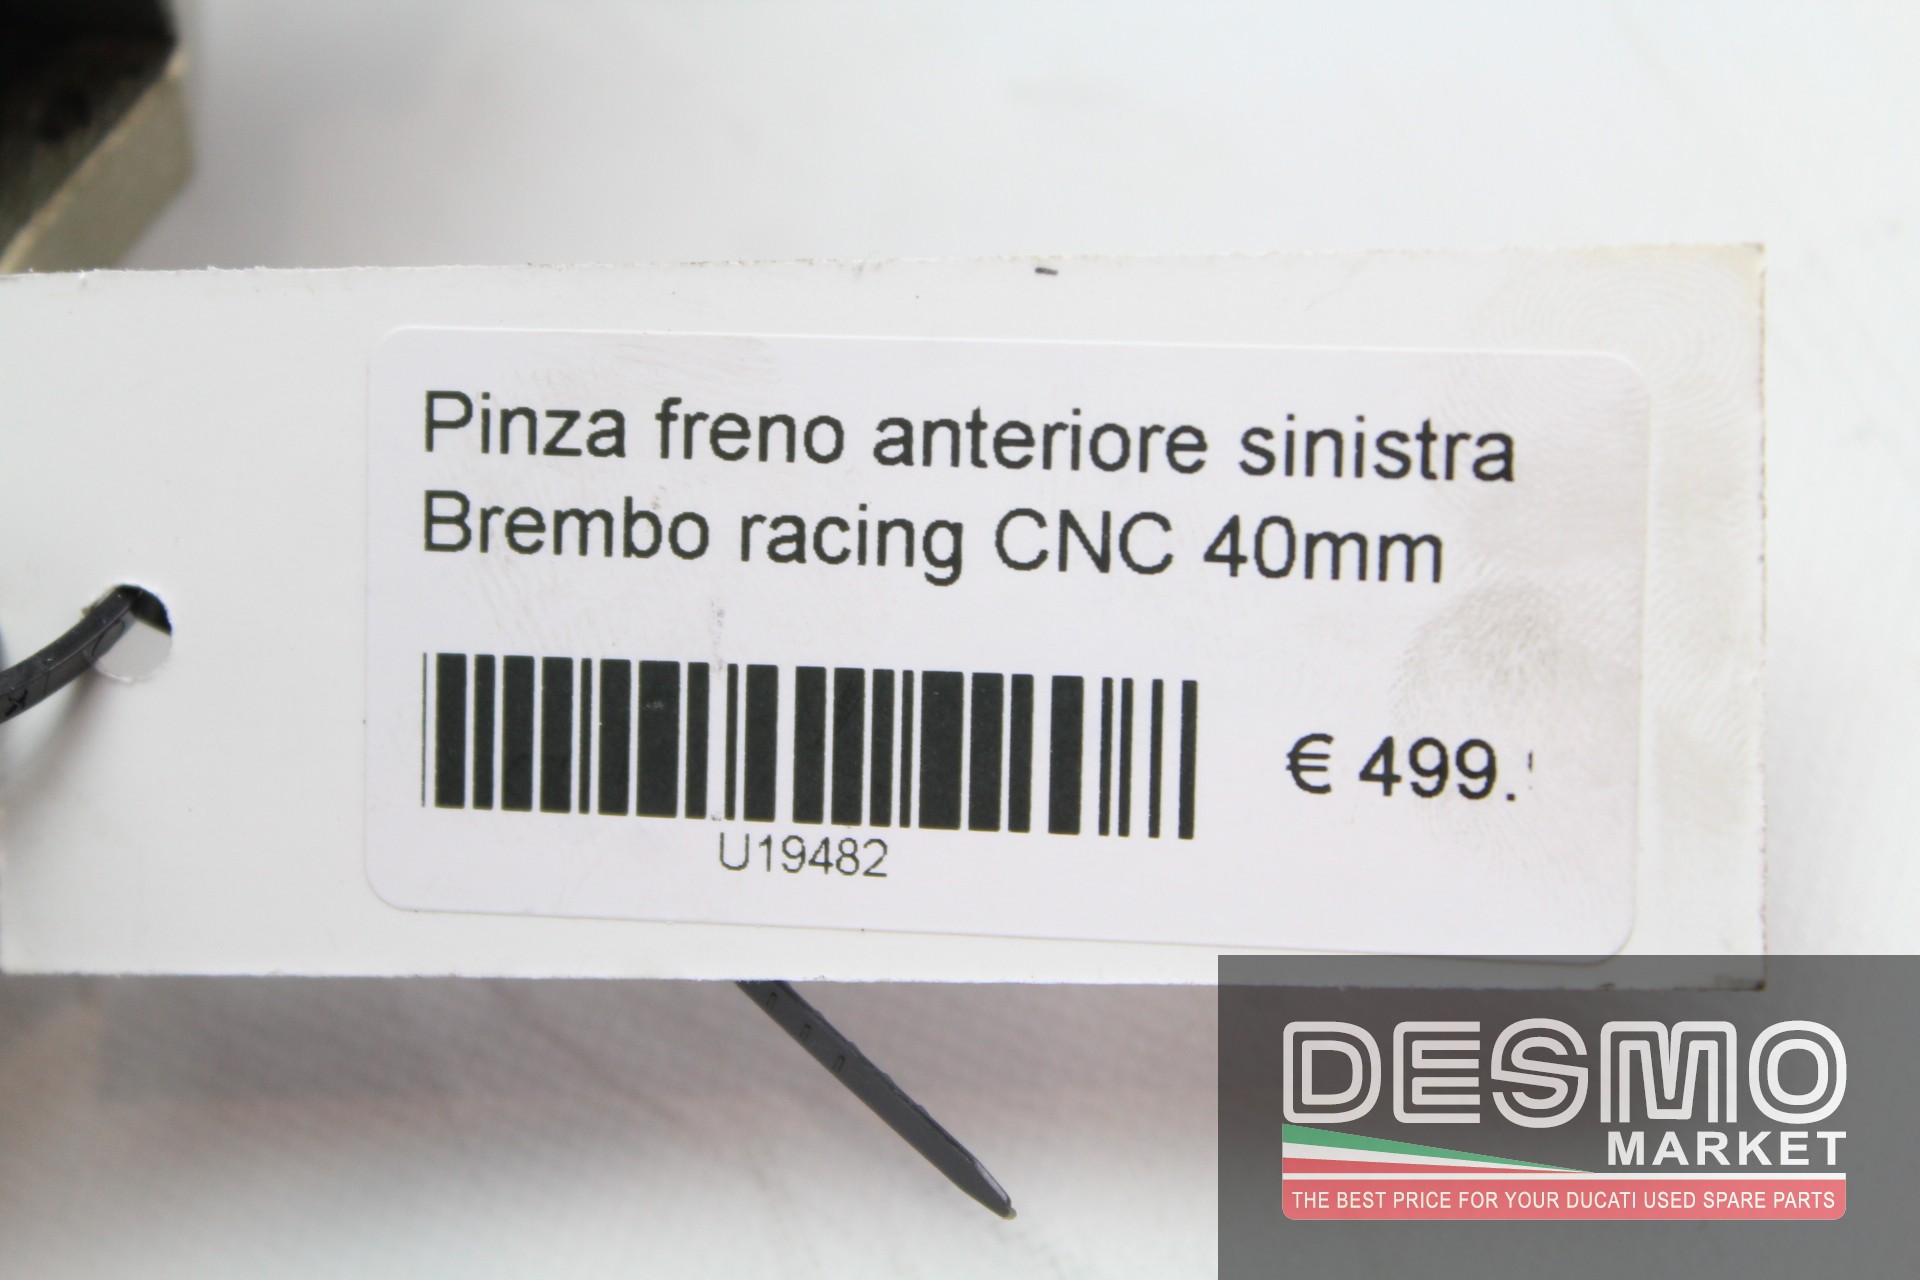 Pinza freno anteriore sinistra
Brembo racing CNC 40mm
€ 499.
U19482
DESMO
MARKET
THE BEST PRICE FOR YOUR DUCATI USED SPARE PARTS